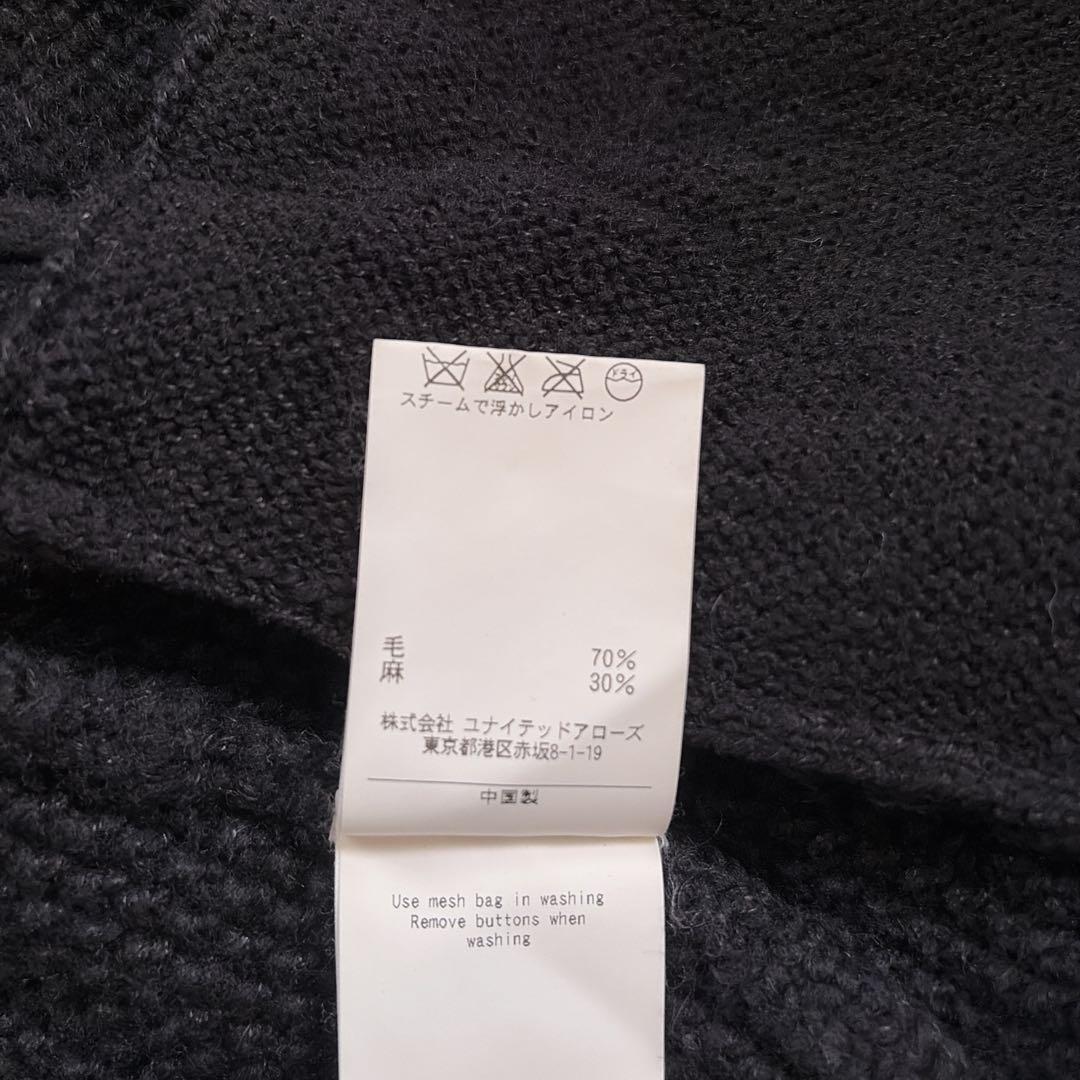 ドライ
スチームで浮かしアイロン
毛 70%
麻 30%
株式会社 ユナイテッドアローズ
東京都港区赤坂8-1-19
中国製
Use mesh bag in washing
Remove buttons when
washing